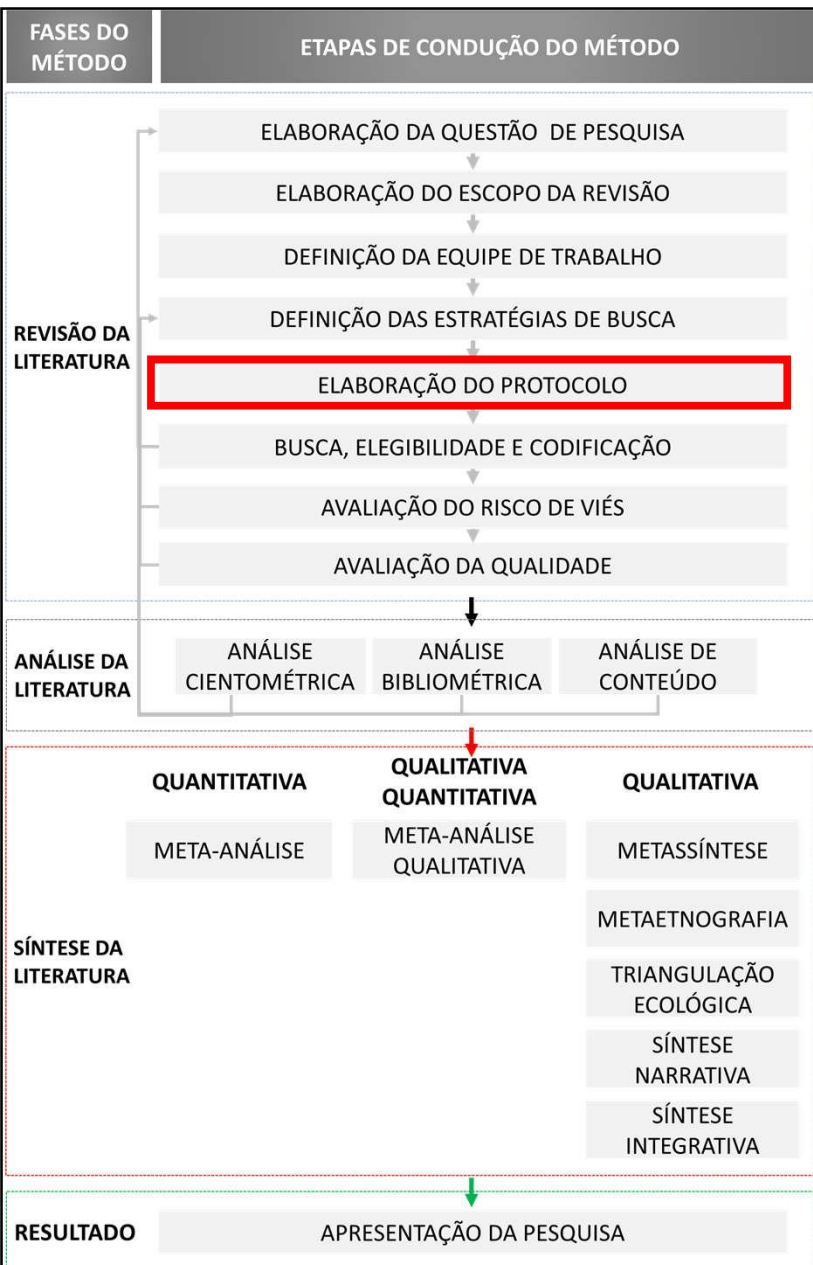 FASES DO
MÉTODO
ETAPAS DE CONDUÇÃO DO MÉTODO
REVISÃO DA
LITERATURA
ELABORAÇÃO DA QUESTÃO DE PESQUISA
ELABORAÇÃO DO ESCOPO DA REVISÃO
DEFINIÇÃO DA EQUIPE DE TRABALHO
DEFINIÇÃO DAS ESTRATÉGIAS DE BUSCA
ELABORAÇÃO DO PROTOCOLO
BUSCA, ELEGIBILIDADE E CODIFICAÇÃO
AVALIAÇÃO DO RISCO DE VIÉS
AVALIAÇÃO DA QUALIDADE
ANÁLISE DA
LITERATURA
ANÁLISE
CIENTOMÉTRICA
ANÁLISE
BIBLIOMÉTRICA
ANÁLISE DE
CONTEÚDO
SÍNTESE DA
LITERATURA
QUANTITATIVA
META-ANÁLISE
QUALITATIVA
QUANTITATIVA
META-ANÁLISE
QUALITATIVA
QUALITATIVA
METASSÍNTESE
METAETNOGRAFIA
TRIANGULAÇÃO
ECOLÓGICA
SÍNTESE
NARRATIVA
SÍNTESE
INTEGRATIVA
RESULTADO
APRESENTAÇÃO DA PESQUISA